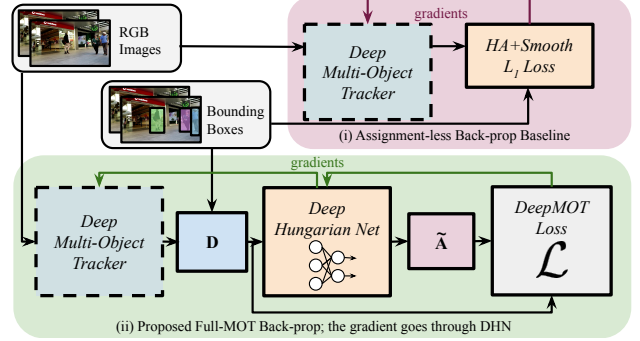 RGB
Images
gradients
Deep
Multi-Object
Tracker
HA+Smooth
L1 Loss
Bounding
Boxes
(i) Assignment-less Back-prop Baseline
gradients
Deep
Multi-Object
Tracker
D
Deep
Hungarian Net
Ã
DeepMOT
Loss
ℒ
(ii) Proposed Full-MOT Back-prop; the gradient goes through DHN